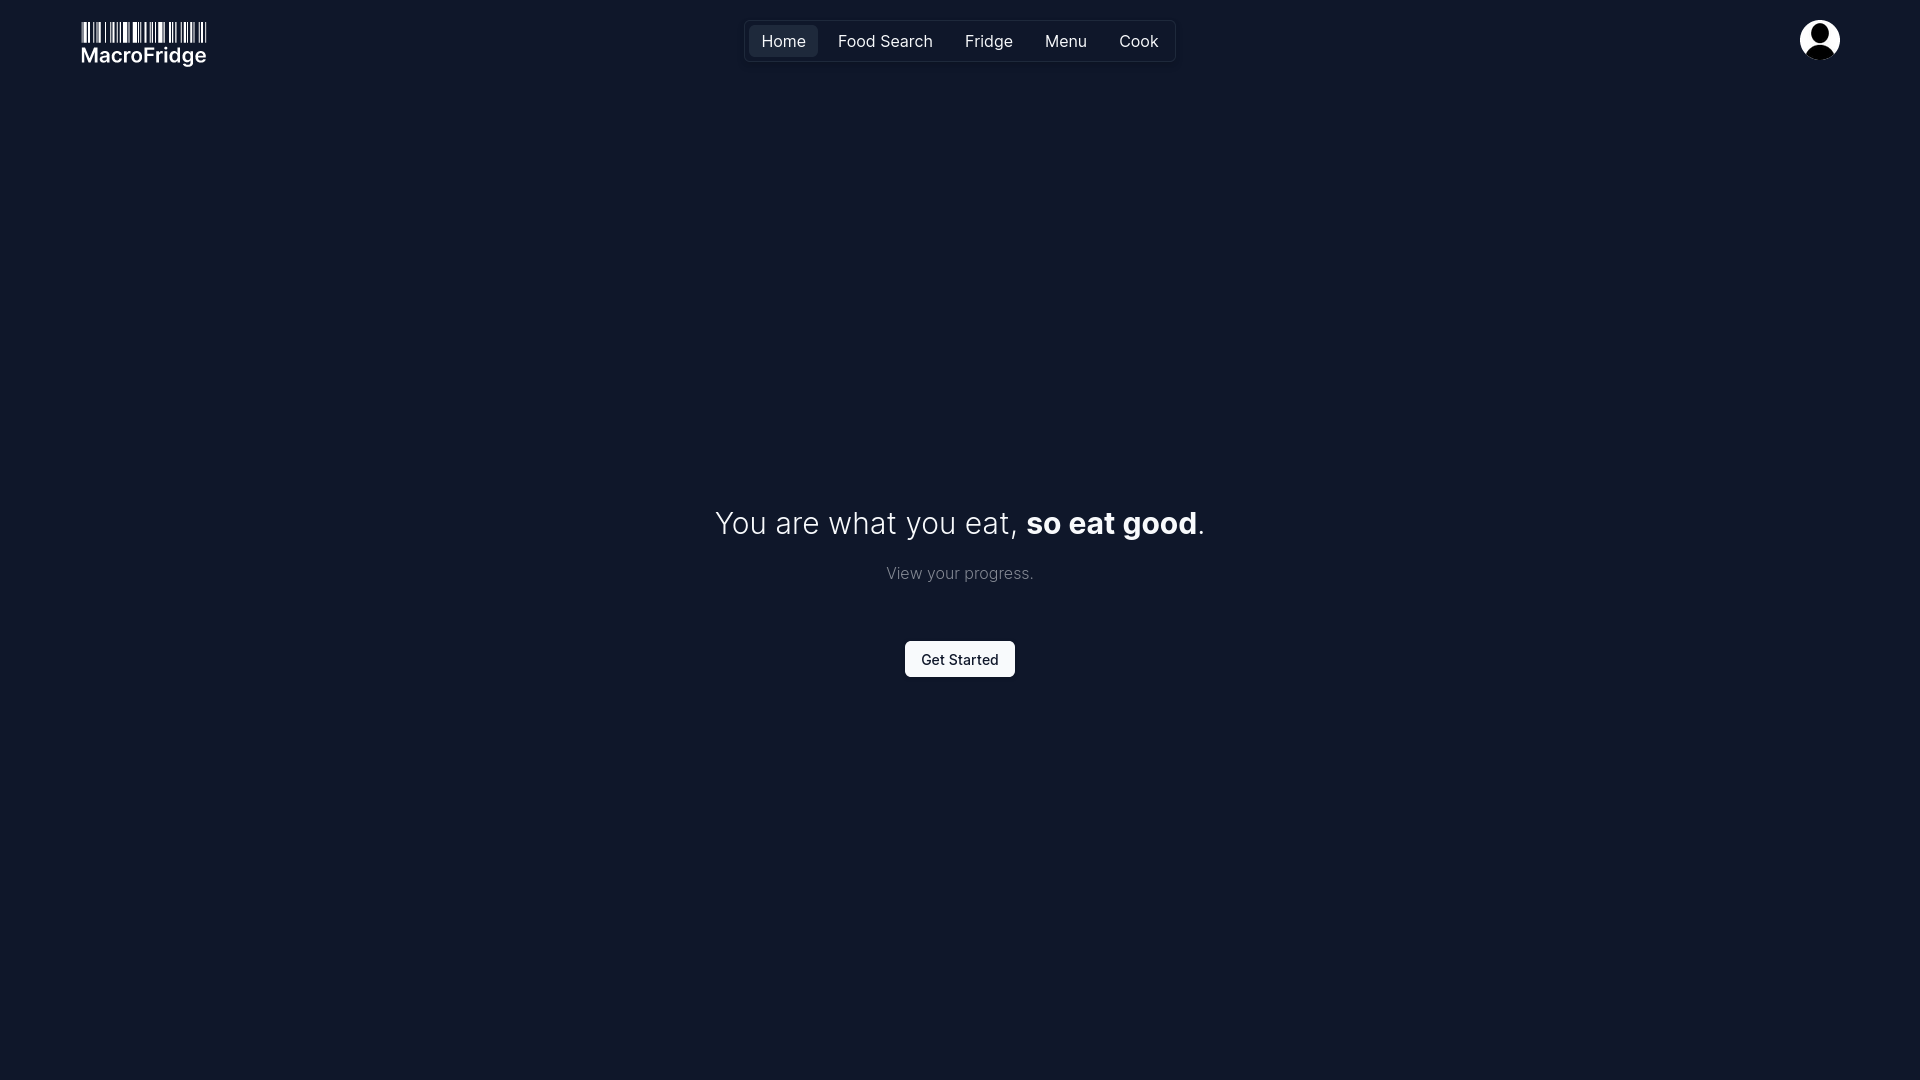 MacroFridge
Home Food Search Fridge Menu Cook
You are what you eat, so eat good.
View your progress.
Get Started